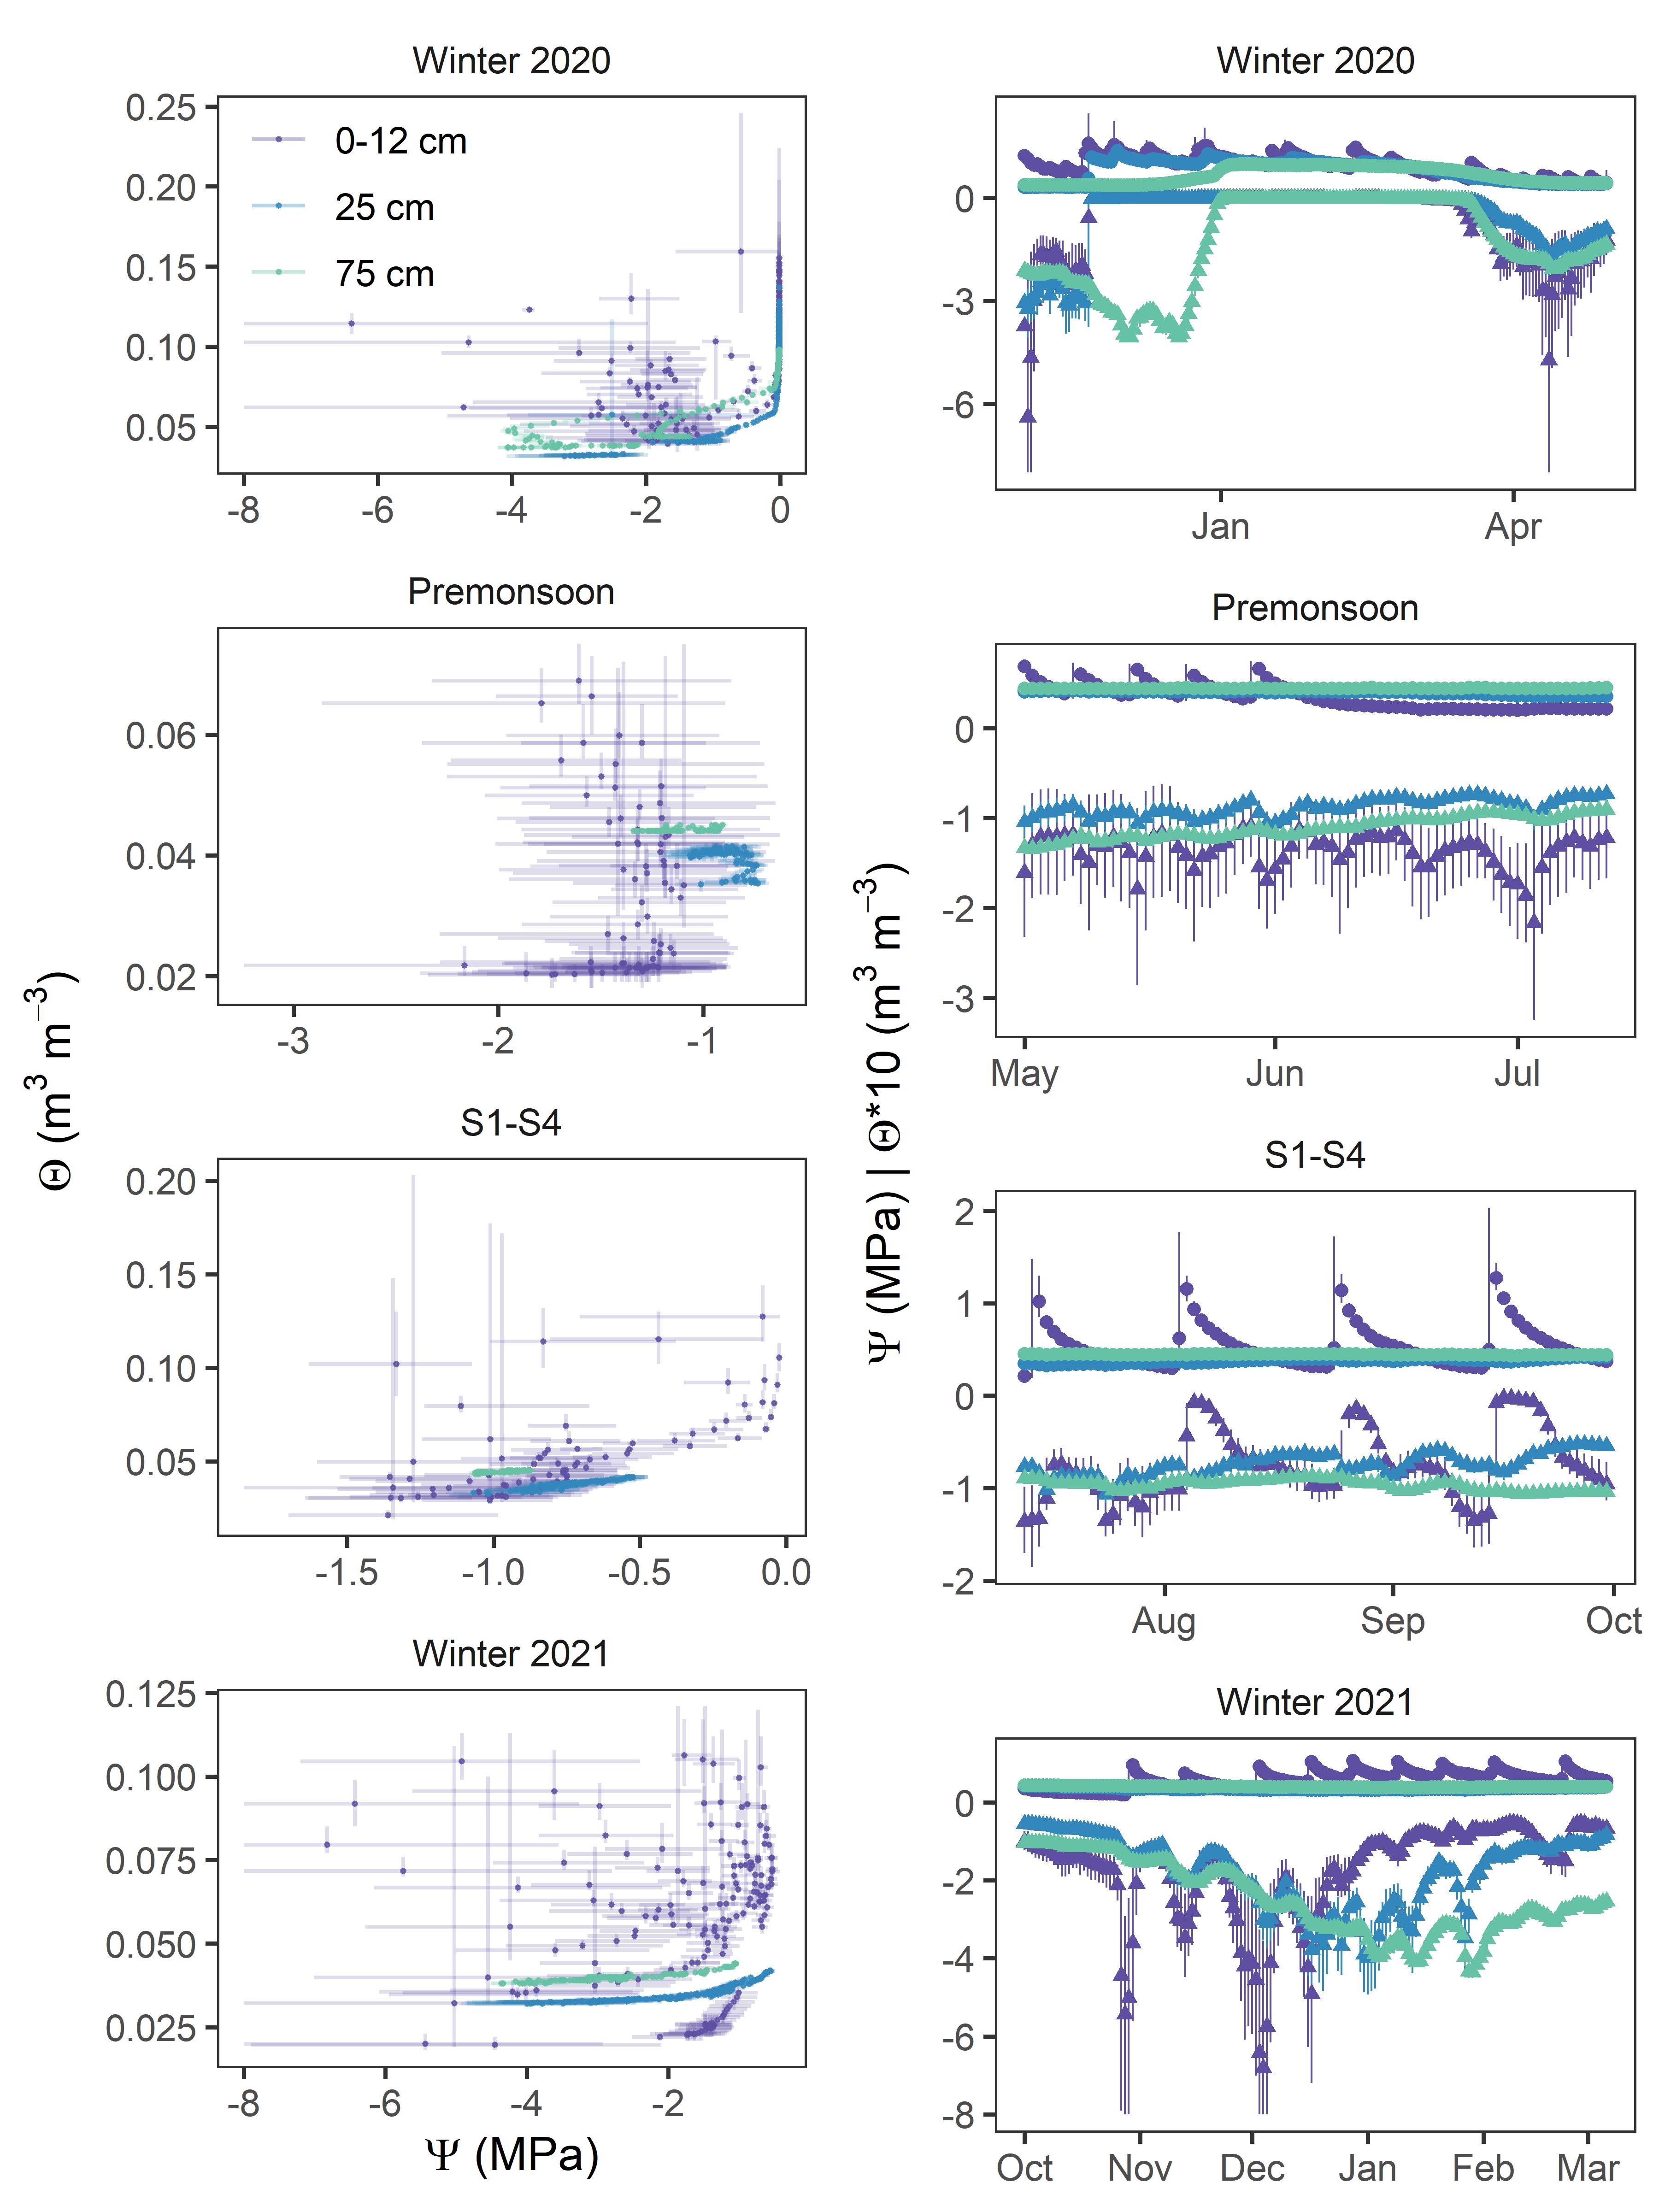 Winter 2020
0.25
0.20
0.15
0.10
0.05
0-12 cm
25 cm
75 cm
-8 -6 -4 -2 0
Premonsoon
0.06
0.04
0.02
-3 -2 -1
S1-S4
0.20
0.15
0.10
0.05
-1.5 -1.0 -0.5 0.0
Winter 2021
0.125
0.100
0.075
0.050
0.025
-8 -6 -4 -2
Ψ (MPa)
Θ (m³ m⁻³)
Winter 2020
0
-3
-6
Jan Apr
Premonsoon
0
-1
-2
-3
May Jun Jul
S1-S4
2
1
0
-1
-2
Aug Sep Oct
Winter 2021
0
-2
-4
-6
-8
Oct Nov Dec Jan Feb Mar
Ψ (MPa) | Θ*10 (m³ m⁻³)